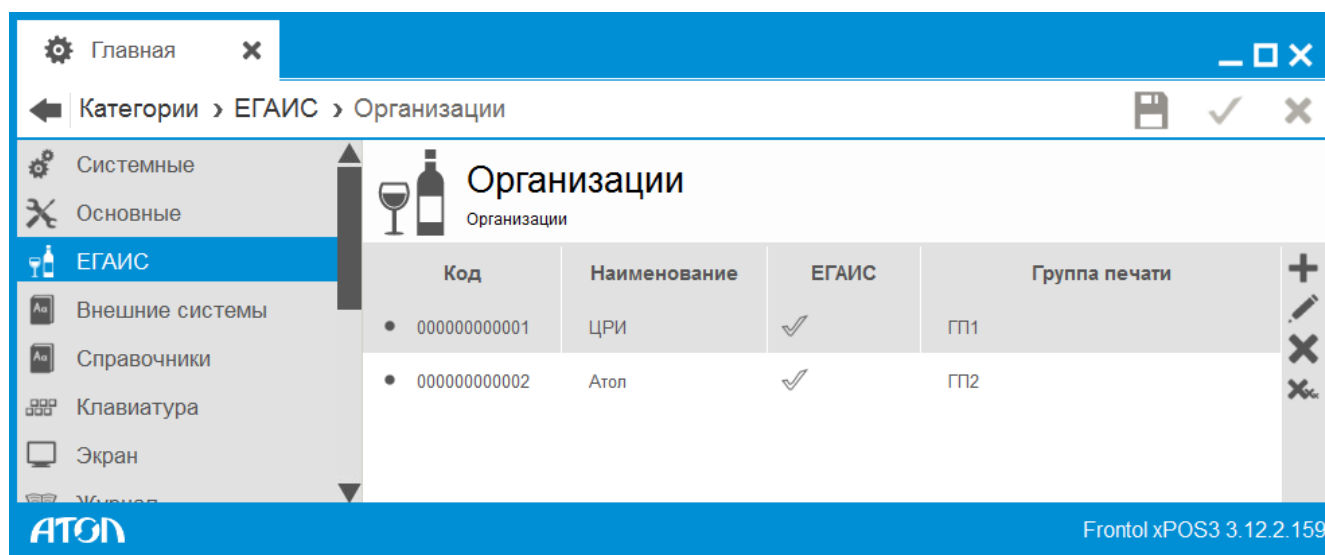 Главная
Категории › ЕГАИС › Организации
Системные
Основные
ЕГАИС
Внешние системы
Справочники
Клавиатура
Экран
Журнал
Организации
Организации
Код Наименование ЕГАИС Группа печати
000000000001 ЦРИ ГП1
000000000002 Атол ГП2
АТОЛ
Frontol xPOS3 3.12.2.159